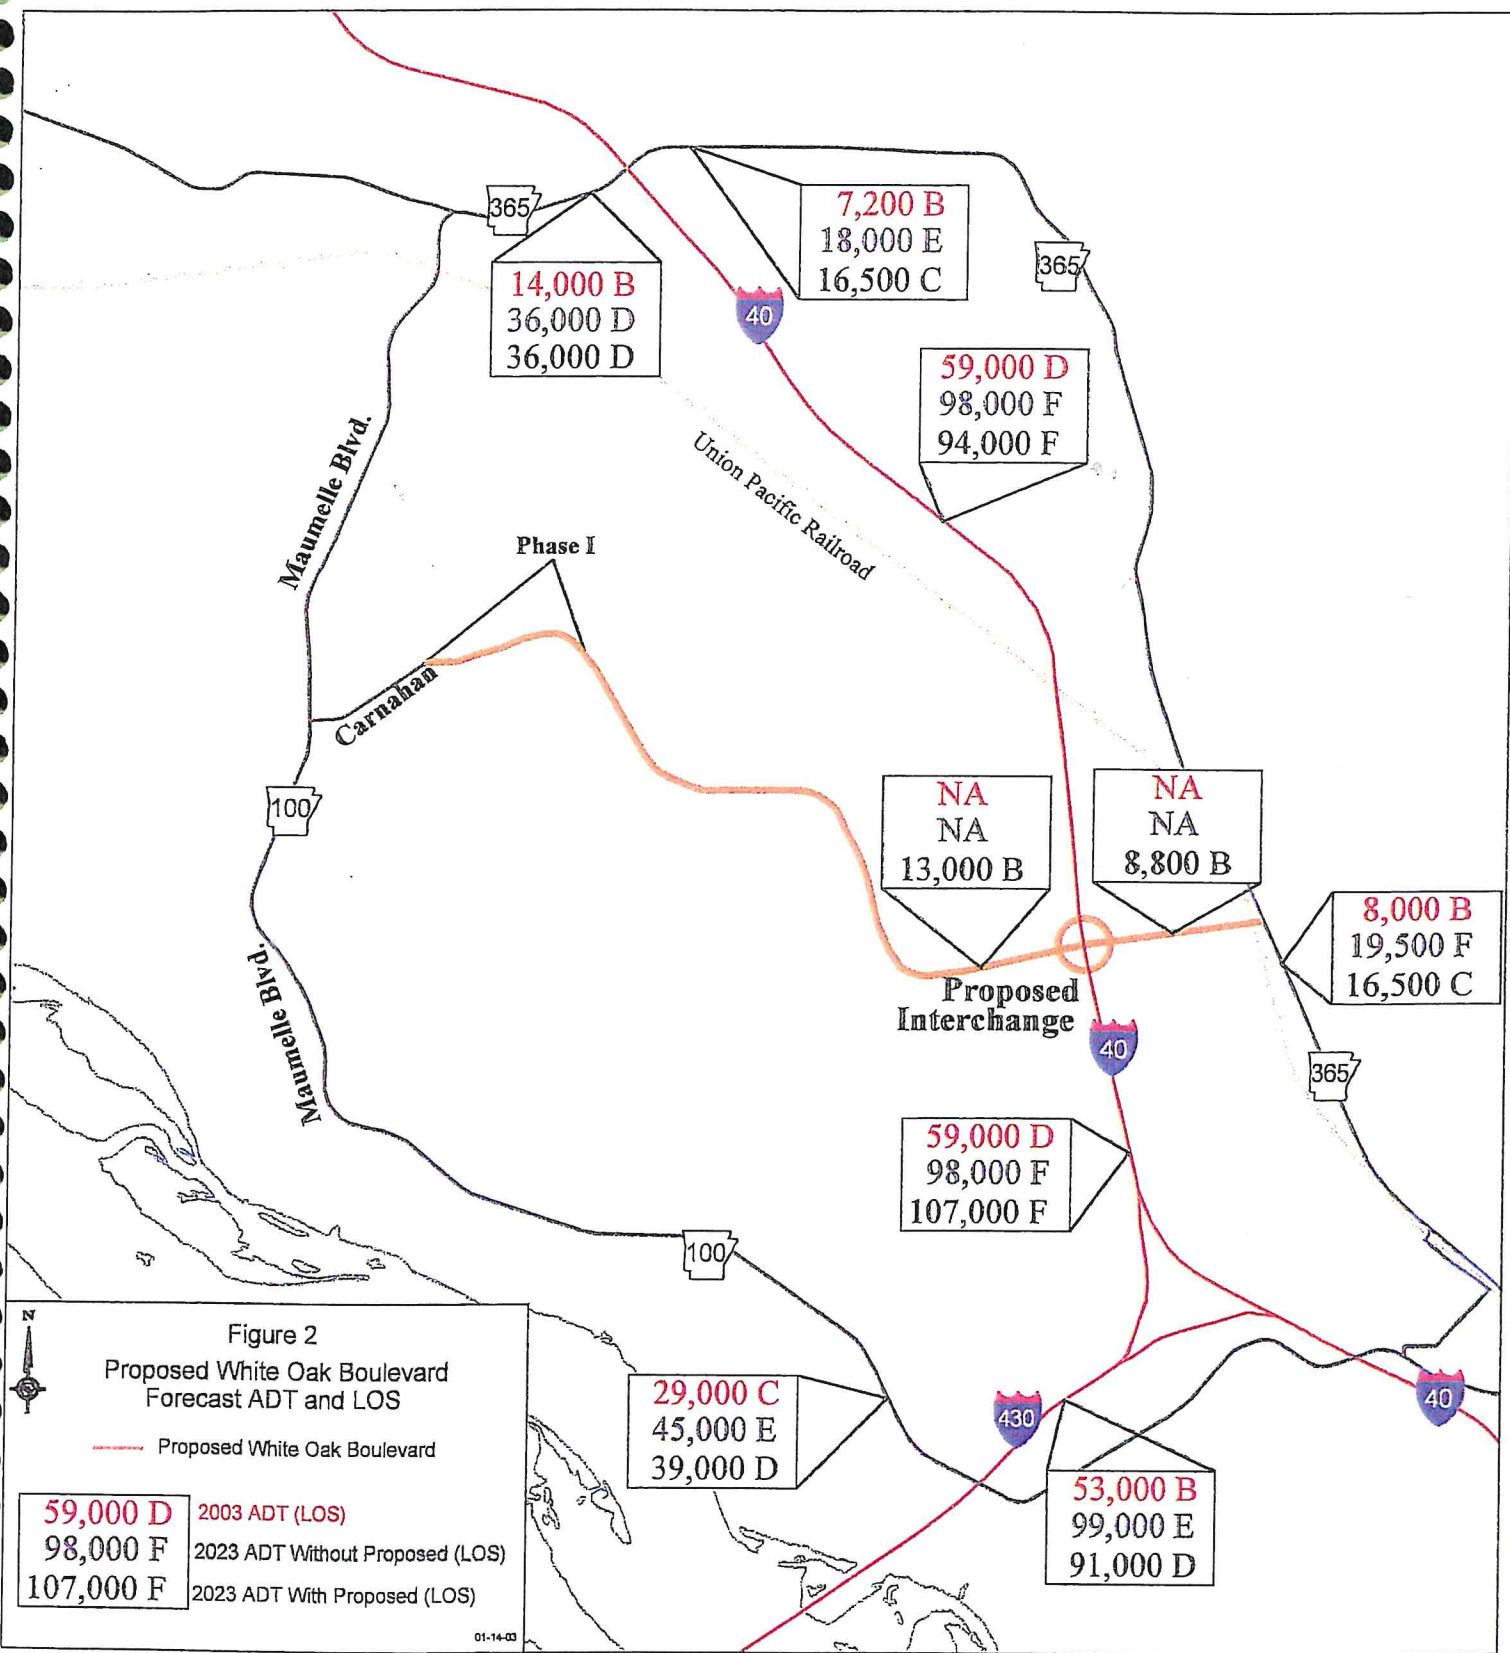 365
7,200 B
18,000 E
16,500 C
365
14,000 B
36,000 D
36,000 D
40
59,000 D
98,000 F
94,000 F
Maumelle Blvd.
Union Pacific Railroad
Phase I
Carnahan
100
NA
NA
13,000 B
NA
NA
8,800 B
8,000 B
19,500 F
16,500 C
Maumelle Blvd.
Proposed
Interchange
40
365
59,000 D
98,000 F
107,000 F
100
29,000 C
45,000 E
39,000 D
430
40
53,000 B
99,000 E
91,000 D
N
Figure 2
Proposed White Oak Boulevard
Forecast ADT and LOS
Proposed White Oak Boulevard
59,000 D 2003 ADT (LOS)
98,000 F 2023 ADT Without Proposed (LOS)
107,000 F 2023 ADT With Proposed (LOS)
01-14-03